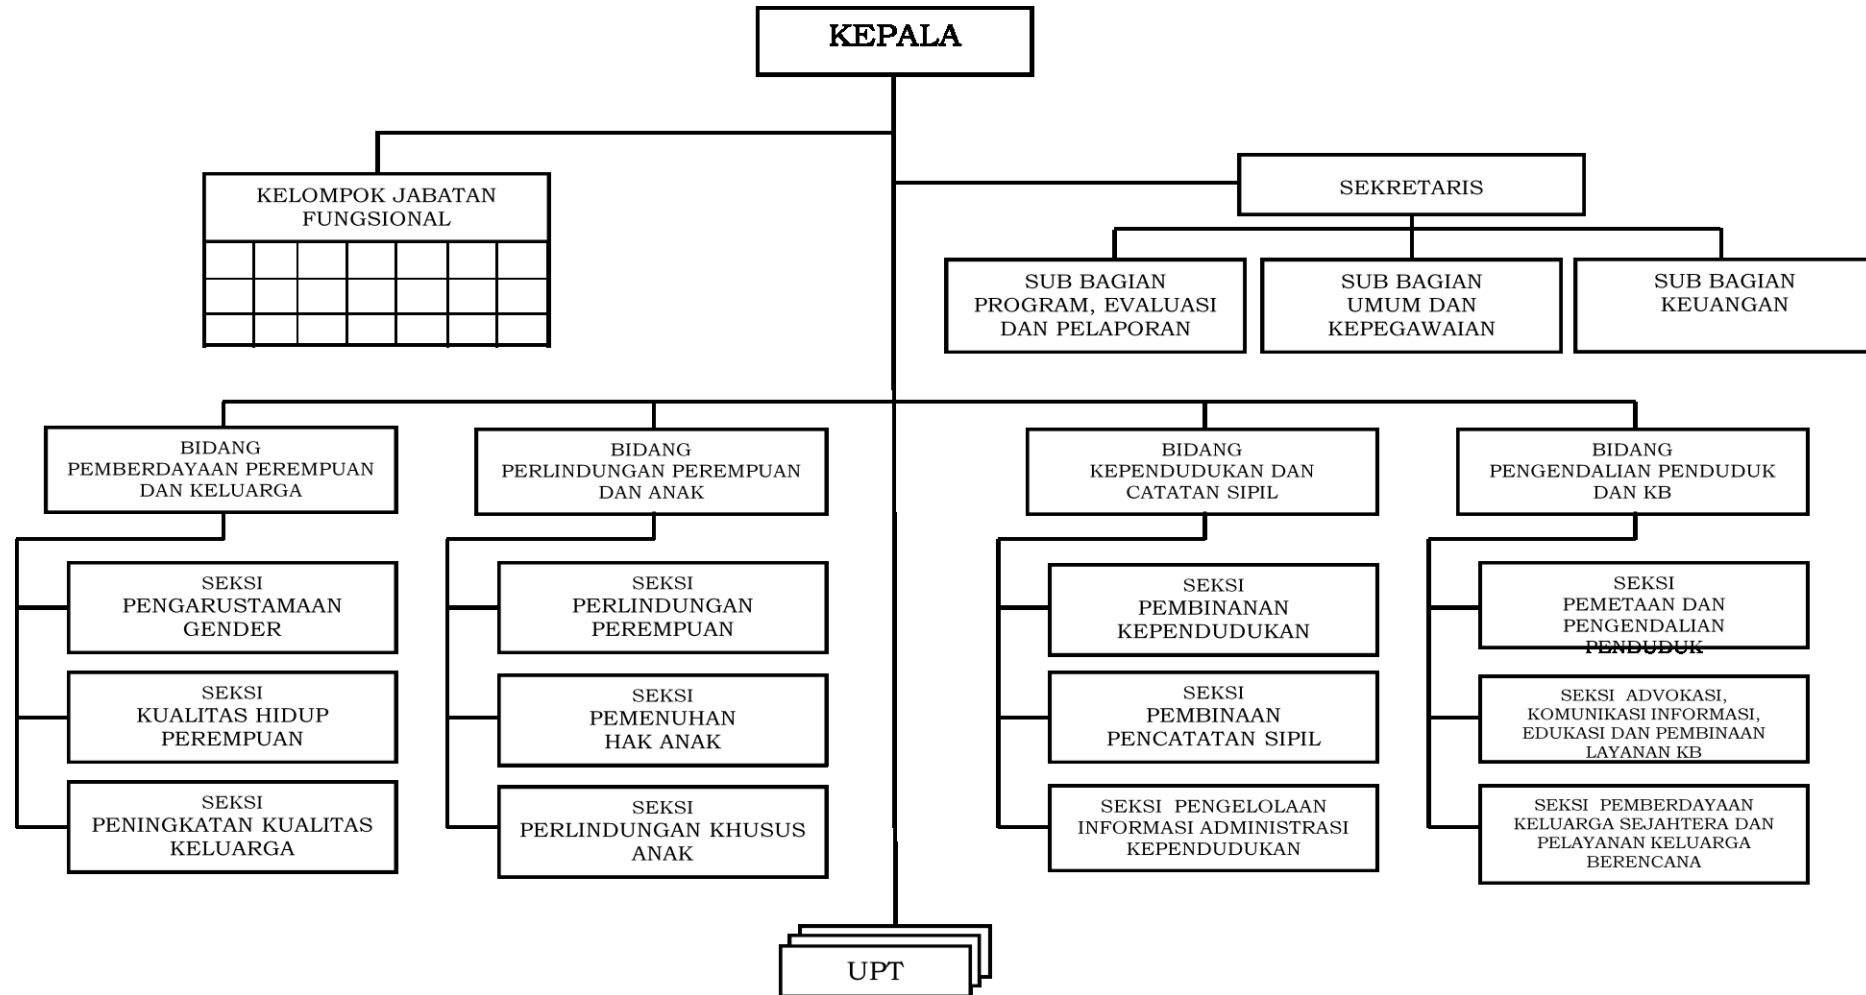 KEPALA
KELOMPOK JABATAN
FUNGSIONAL
SEKRETARIS
SUB BAGIAN
PROGRAM, EVALUASI
DAN PELAPORAN
SUB BAGIAN
UMUM DAN
KEPEGAWAIAN
SUB BAGIAN
KEUANGAN
BIDANG
PEMBERDAYAAN PEREMPUAN
DAN KELUARGA
BIDANG
PERLINDUNGAN PEREMPUAN
DAN ANAK
BIDANG
KEPENDUDUKAN DAN
CATATAN SIPIL
BIDANG
PENGENDALIAN PENDUDUK
DAN KB
SEKSI
PENGARUSTAMAAN
GENDER
SEKSI
KUALITAS HIDUP
PEREMPUAN
SEKSI
PENINGKATAN KUALITAS
KELUARGA
SEKSI
PERLINDUNGAN
PEREMPUAN
SEKSI
PEMENUHAN
HAK ANAK
SEKSI
PERLINDUNGAN KHUSUS
ANAK
SEKSI
PEMBINANAN
KEPENDUDUKAN
SEKSI
PEMBINAAN
PENCATATAN SIPIL
SEKSI PENGELOLAAN
INFORMASI ADMINISTRASI
KEPENDUDUKAN
SEKSI
PEMETAAN DAN
PENGENDALIAN
PENDUDUK
SEKSI ADVOKASI,
KOMUNIKASI INFORMASI,
EDUKASI DAN PEMBINAAN
LAYANAN KB
SEKSI PEMBERDAYAAN
KELUARGA SEJAHTERA DAN
PELAYANAN KELUARGA
BERENCANA
UPT